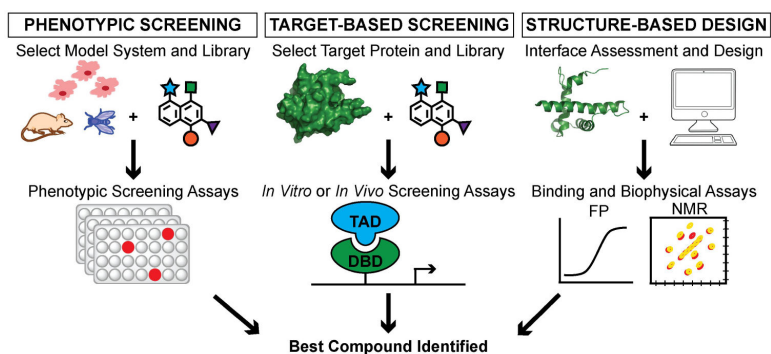 PHENOTYPIC SCREENING
Select Model System and Library
+
Phenotypic Screening Assays
TARGET-BASED SCREENING
Select Target Protein and Library
+
In Vitro or In Vivo Screening Assays
TAD
DBD
STRUCTURE-BASED DESIGN
Interface Assessment and Design
+
Binding and Biophysical Assays
FP
NMR
Best Compound Identified